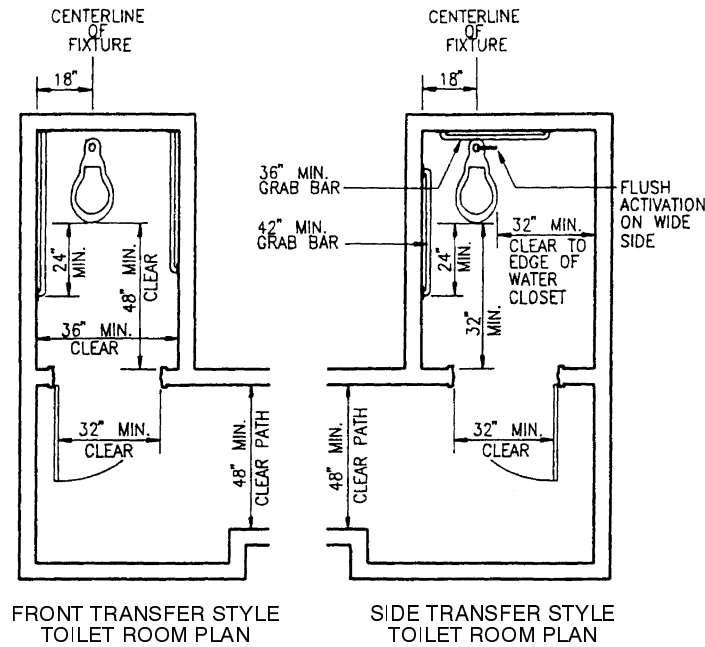 CENTERLINE
OF
FIXTURE
18"
24" MIN.
48" MIN.
CLEAR
36" MIN.
CLEAR
32" MIN.
CLEAR
48" MIN.
CLEAR PATH
FRONT TRANSFER STYLE
TOILET ROOM PLAN
CENTERLINE
OF
FIXTURE
18"
36" MIN.
GRAB BAR
42" MIN.
GRAB BAR
FLUSH
ACTIVATION
ON WIDE
SIDE
32" MIN.
CLEAR TO
EDGE OF
WATER
CLOSET
24"
MIN.
32" MIN.
32" MIN.
CLEAR
48" MIN.
CLEAR PATH
SIDE TRANSFER STYLE
TOILET ROOM PLAN